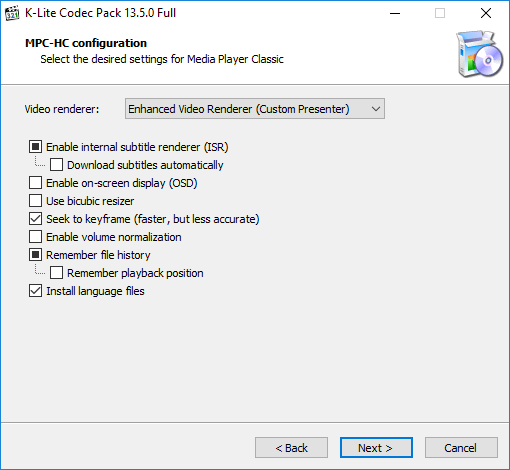 K-Lite Codec Pack 13.5.0 Full
MPC-HC configuration
Select the desired settings for Media Player Classic
Video renderer: Enhanced Video Renderer (Custom Presenter)
Enable internal subtitle renderer (ISR)
Download subtitles automatically
Enable on-screen display (OSD)
Use bicubic resizer
Seek to keyframe (faster, but less accurate)
Enable volume normalization
Remember file history
Remember playback position
Install language files
< Back Next > Cancel